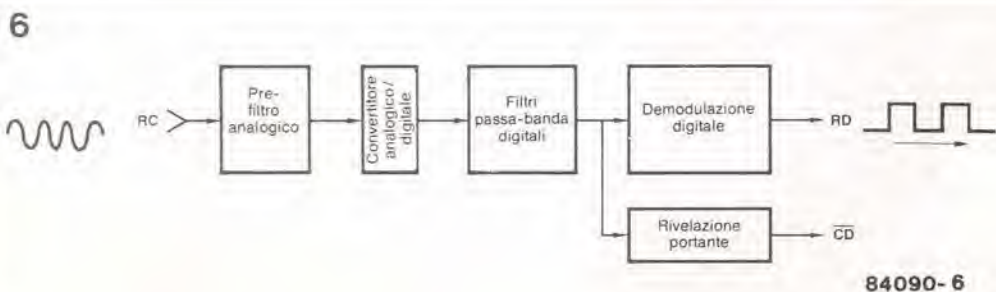 6
RC
Pre-
filtro
analogico
Convertitore
analogico/
digitale
Filtri
passa-banda
digitali
Demodulazione
digitale
RD
Rivelazione
portante
CD
84090-6